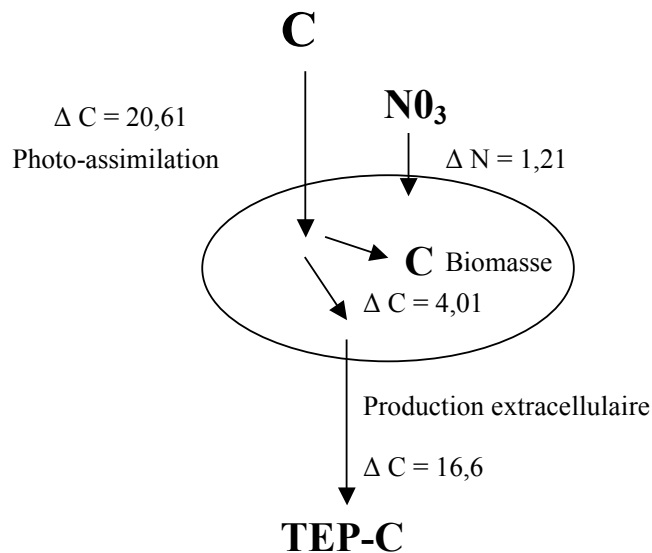 C
N0₃
Δ C = 20,61
Photo-assimilation
Δ N = 1,21
C Biomasse
Δ C = 4,01
Production extracellulaire
Δ C = 16,6
TEP-C